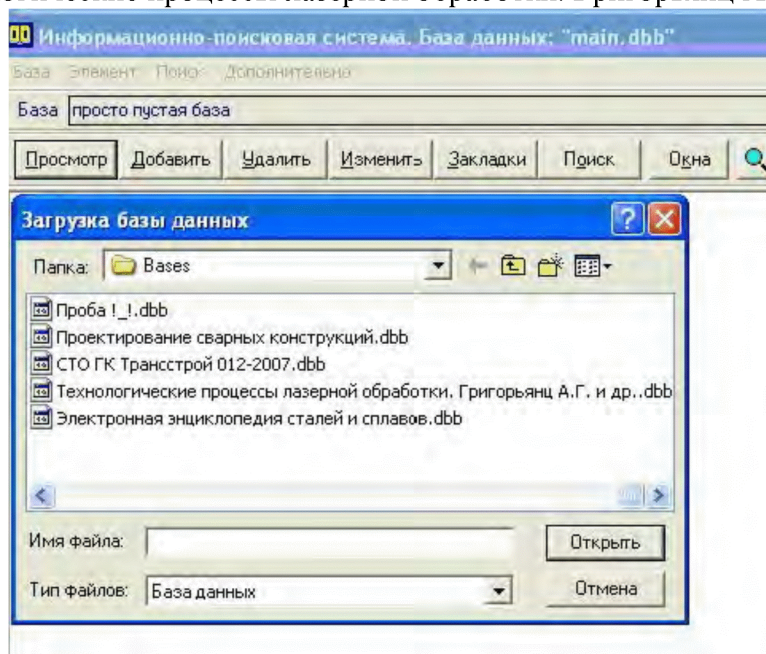 Информационно-поисковая система. База данных: "main.dbb"
База Элемент Поиск Дополнительно
База просто пустая база
Просмотр Добавить Удалить Изменить Закладки Поиск Окна
Загрузка базы данных
Папка: Bases
Проба !_!.dbb
Проектирование сварных конструкций.dbb
СТО ГК Трансстрой 012-2007.dbb
Технологические процессы лазерной обработки. Григорьянц А.Г. и др..dbb
Электронная энциклопедия сталей и сплавов.dbb
Имя файла:
Открыть
Тип файлов: База данных
Отмена